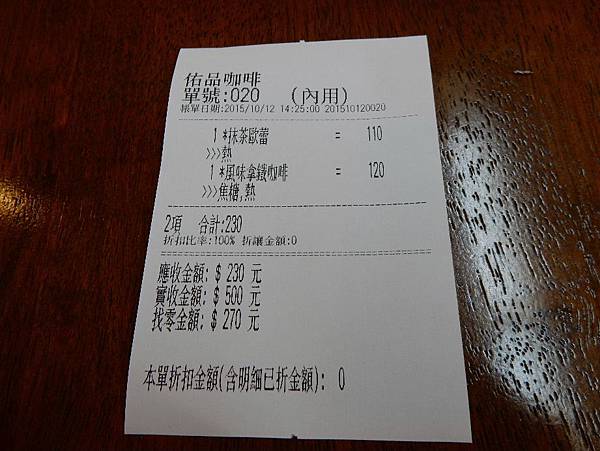 佑品咖啡
單號:020 (內用)
帳單日期:2015/10/12 14:25:00 201510120020
1 *抹茶歐蕾 = 110
>>>熱
1 *風味拿鐵咖啡 = 120
>>>焦糖,熱
2項 合計:230
折扣比率:100% 折讓金額:0
應收金額: $ 230 元
實收金額: $ 500 元
找零金額: $ 270 元
本單折扣金額(含明細已折金額): 0